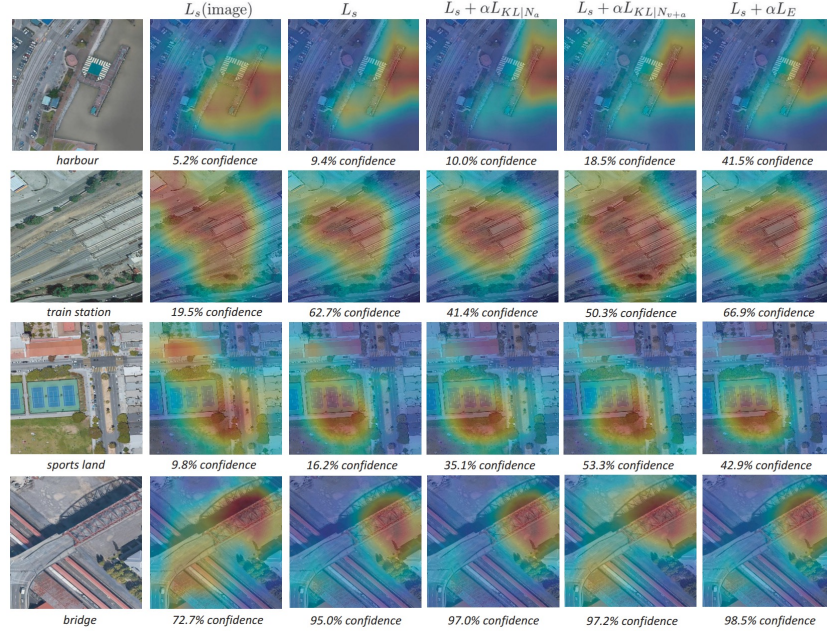 L_s(image) L_s L_s + αL_{KL|N_a} L_s + αL_{KL|N_{v+a}} L_s + αL_E
harbour 5.2% confidence 9.4% confidence 10.0% confidence 18.5% confidence 41.5% confidence
train station 19.5% confidence 62.7% confidence 41.4% confidence 50.3% confidence 66.9% confidence
sports land 9.8% confidence 16.2% confidence 35.1% confidence 53.3% confidence 42.9% confidence
bridge 72.7% confidence 95.0% confidence 97.0% confidence 97.2% confidence 98.5% confidence